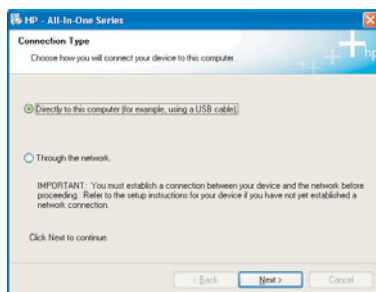 HP - All-In-One Series
Connection Type
Choose how you will connect your device to this computer.
hp
Directly to this computer (for example, using a USB cable).
Through the network.
IMPORTANT: You must establish a connection between your device and the network before
proceeding. Refer to the setup instructions for your device if you have not yet established a
network connection.
Click Next to continue.
< Back Next > Cancel